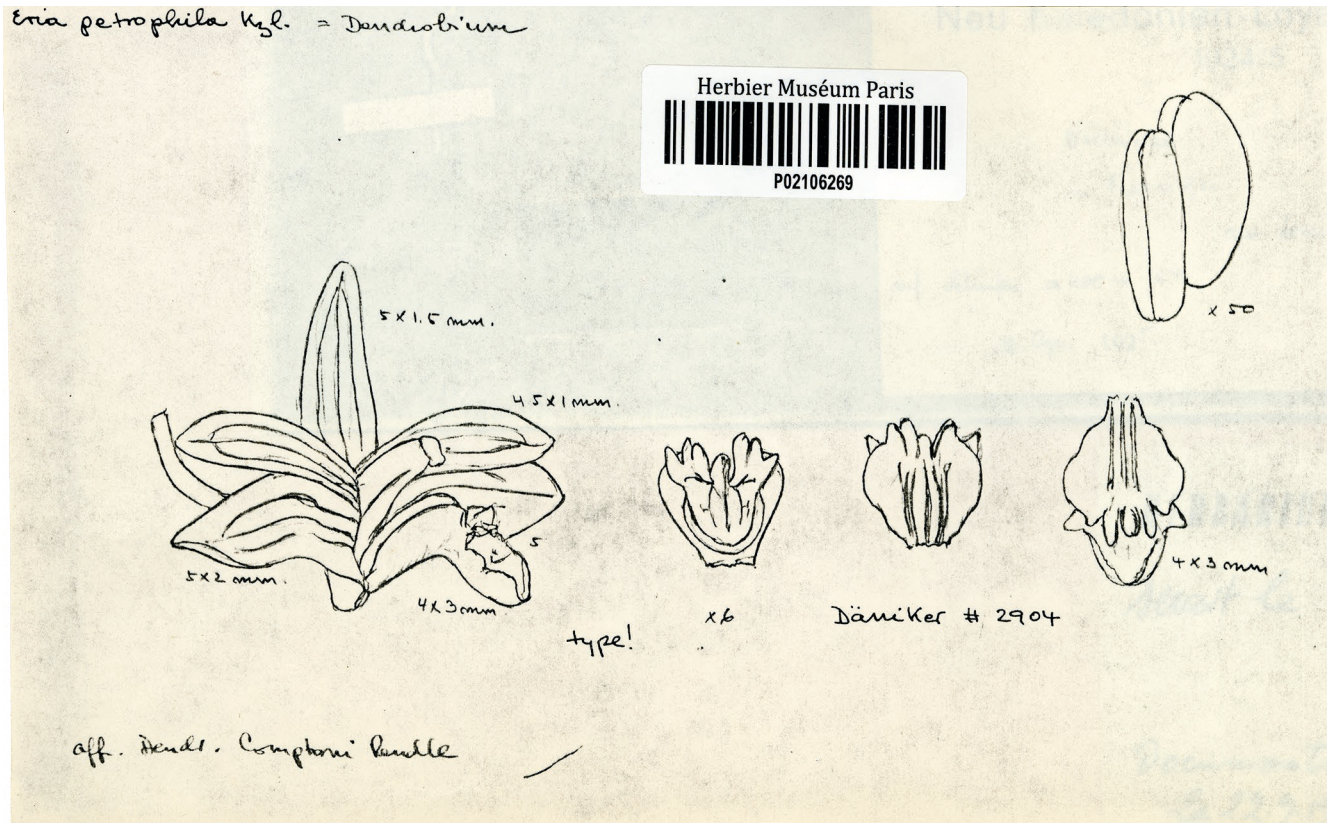 Eria petrophila Kzl. = Dendrobium
Herbier Muséum Paris
P02106269
x 50
5 x 1.5 mm.
4 5 x 1 mm.
5
5 x 2 mm.
4 x 3 mm
4 x 3 mm.
x 6
Däniker # 2904
type!
aff. Dendr. Comptoni Rendle